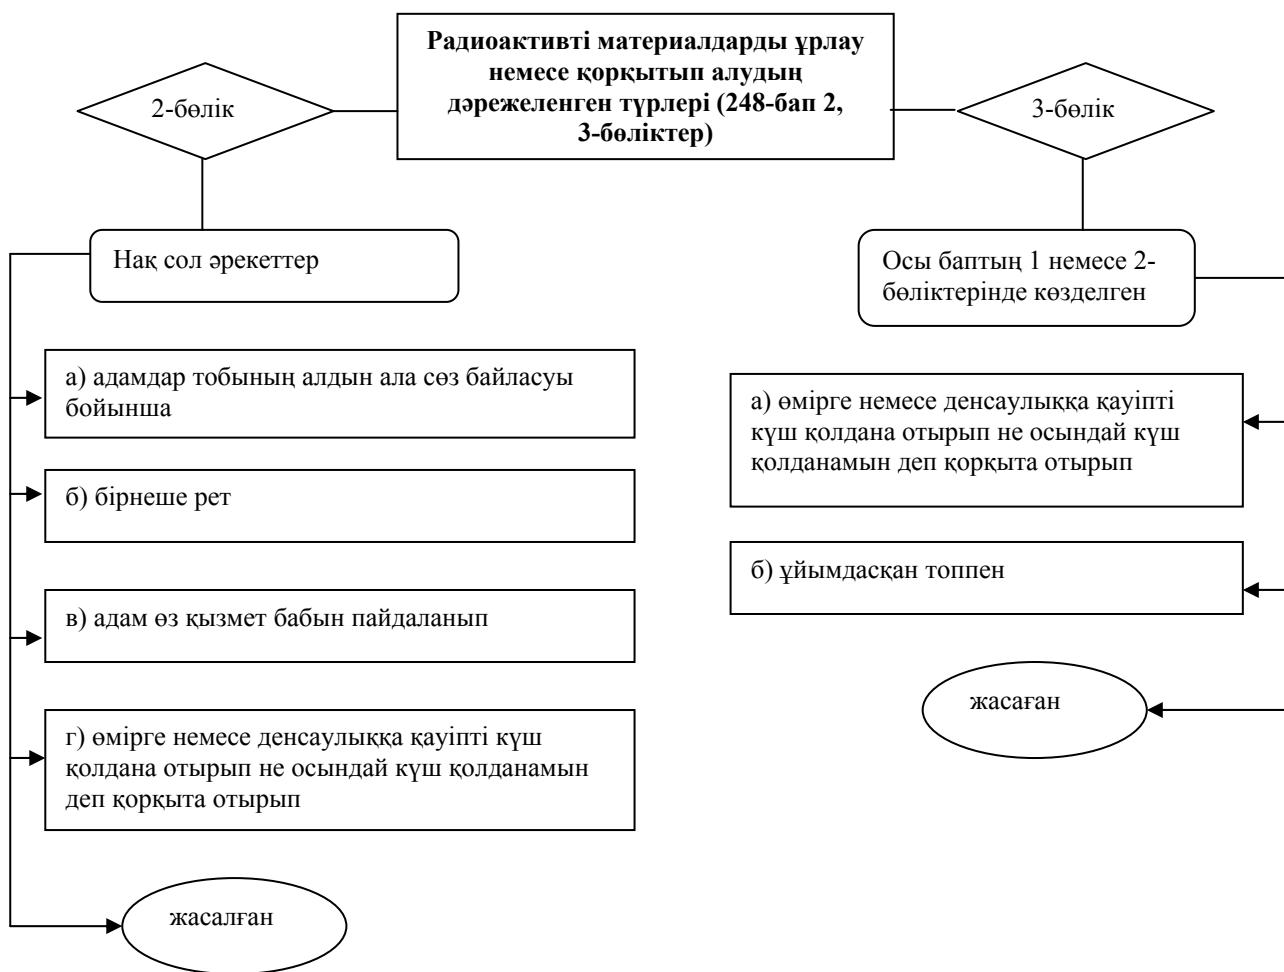 Радиоактивті материалдарды ұрлау
немесе қорқытып алудың
дәрежеленген түрлері (248-бап 2,
3-бөліктер)
2-бөлік
3-бөлік
Нақ сол әрекеттер
а) адамдар тобының алдын ала сөз байласуы
бойынша
б) бірнеше рет
в) адам өз қызмет бабын пайдаланып
г) өмірге немесе денсаулыққа қауіпті күш
қолдана отырып не осындай күш қолданамын
деп қорқыта отырып
жасалған
Осы баптың 1 немесе 2-
бөліктерінде көзделген
а) өмірге немесе денсаулыққа қауіпті
күш қолдана отырып не осындай күш
қолданамын деп қорқыта отырып
б) ұйымдасқан топпен
жасаған